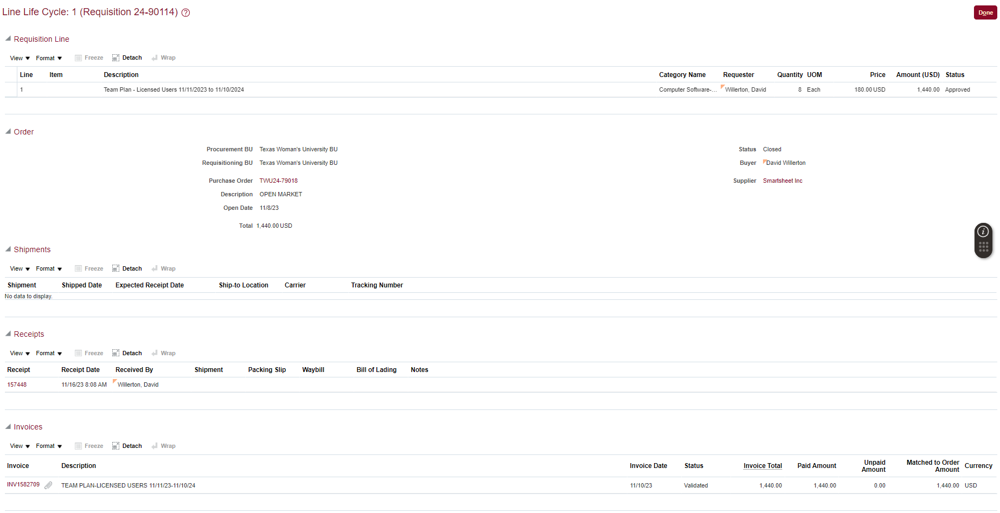 Line Life Cycle: 1 (Requisition 24-90114) ?
Done
Requisition Line
View Format Freeze Detach Wrap
Line Item Description Category Name Requester Quantity UOM Price Amount (USD) Status
1 Team Plan - Licensed Users 11/11/2023 to 11/10/2024 Computer Software-... Willerton, David 8 Each 180.00 USD 1,440.00 Approved
Order
Procurement BU Texas Woman's University BU Status Closed
Requisitioning BU Texas Woman's University BU Buyer David Willerton
Purchase Order TWU24-79018 Supplier Smartsheet Inc
Description OPEN MARKET
Open Date 11/8/23
Total 1,440.00 USD
i
Shipments
View Format Freeze Detach Wrap
Shipment Shipped Date Expected Receipt Date Ship-to Location Carrier Tracking Number
No data to display.
Receipts
View Format Freeze Detach Wrap
Receipt Receipt Date Received By Shipment Packing Slip Waybill Bill of Lading Notes
157448 11/16/23 8:08 AM Willerton, David
Invoices
View Format Freeze Detach Wrap
Invoice Description Invoice Date Status Invoice Total Paid Amount Unpaid Amount Matched to Order Amount Currency
INV1582709 TEAM PLAN-LICENSED USERS 11/11/23-11/10/24 11/10/23 Validated 1,440.00 1,440.00 0.00 1,440.00 USD